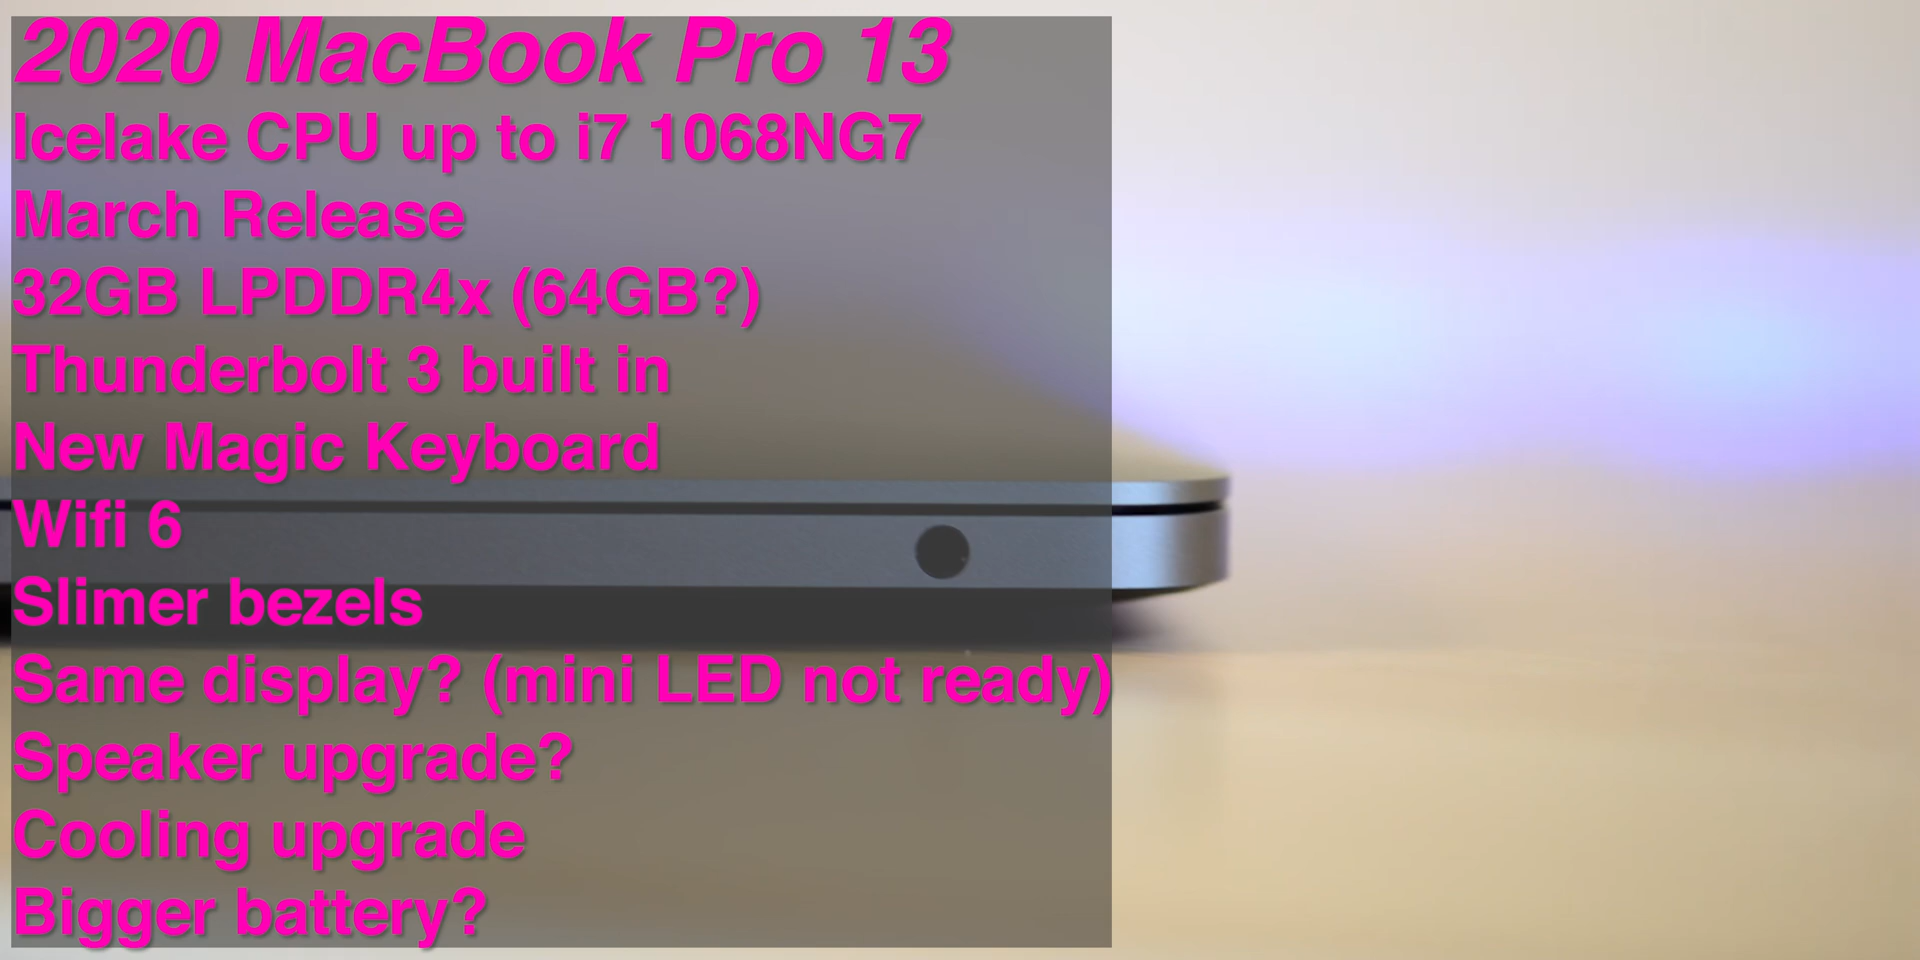 2020 MacBook Pro 13
Icelake CPU up to i7 1068NG7
March Release
32GB LPDDR4x (64GB?)
Thunderbolt 3 built in
New Magic Keyboard
Wifi 6
Slimer bezels
Same display? (mini LED not ready)
Speaker upgrade?
Cooling upgrade
Bigger battery?